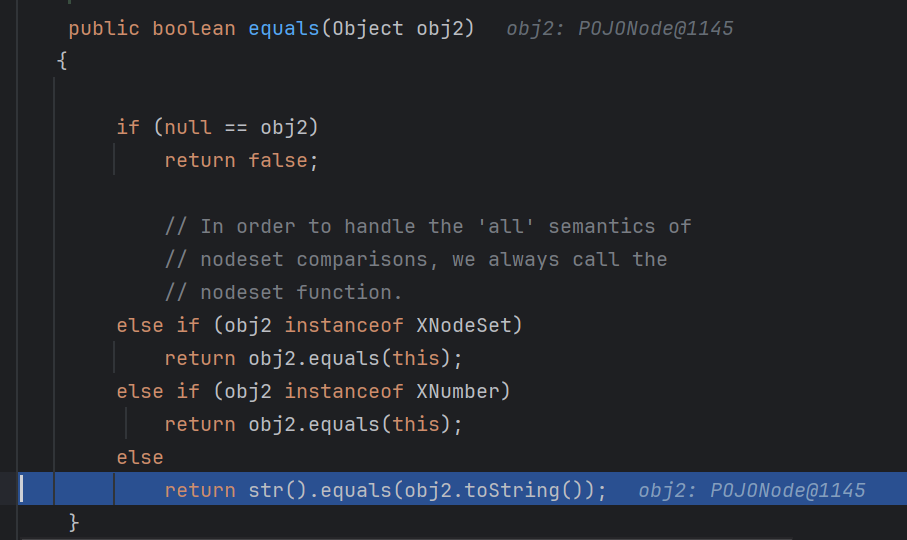 public boolean equals(Object obj2) obj2: POJONode@1145
{
if (null == obj2)
return false;
// In order to handle the 'all' semantics of
// nodeset comparisons, we always call the
// nodeset function.
else if (obj2 instanceof XNodeSet)
return obj2.equals(this);
else if (obj2 instanceof XNumber)
return obj2.equals(this);
else
return str().equals(obj2.toString()); obj2: POJONode@1145
}